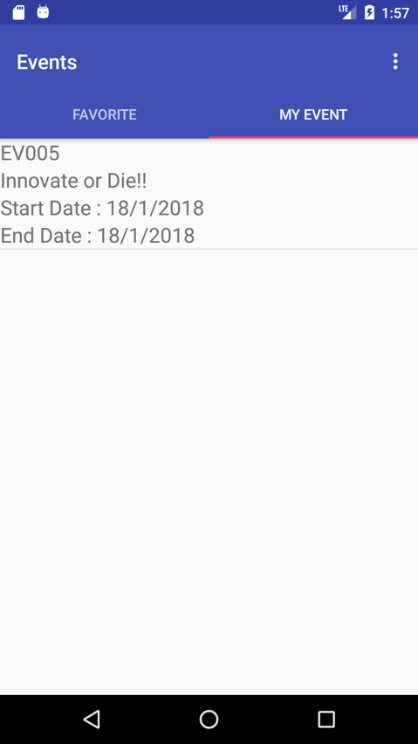 LTE 1:57
Events
FAVORITE MY EVENT
EV005
Innovate or Die!!
Start Date : 18/1/2018
End Date : 18/1/2018